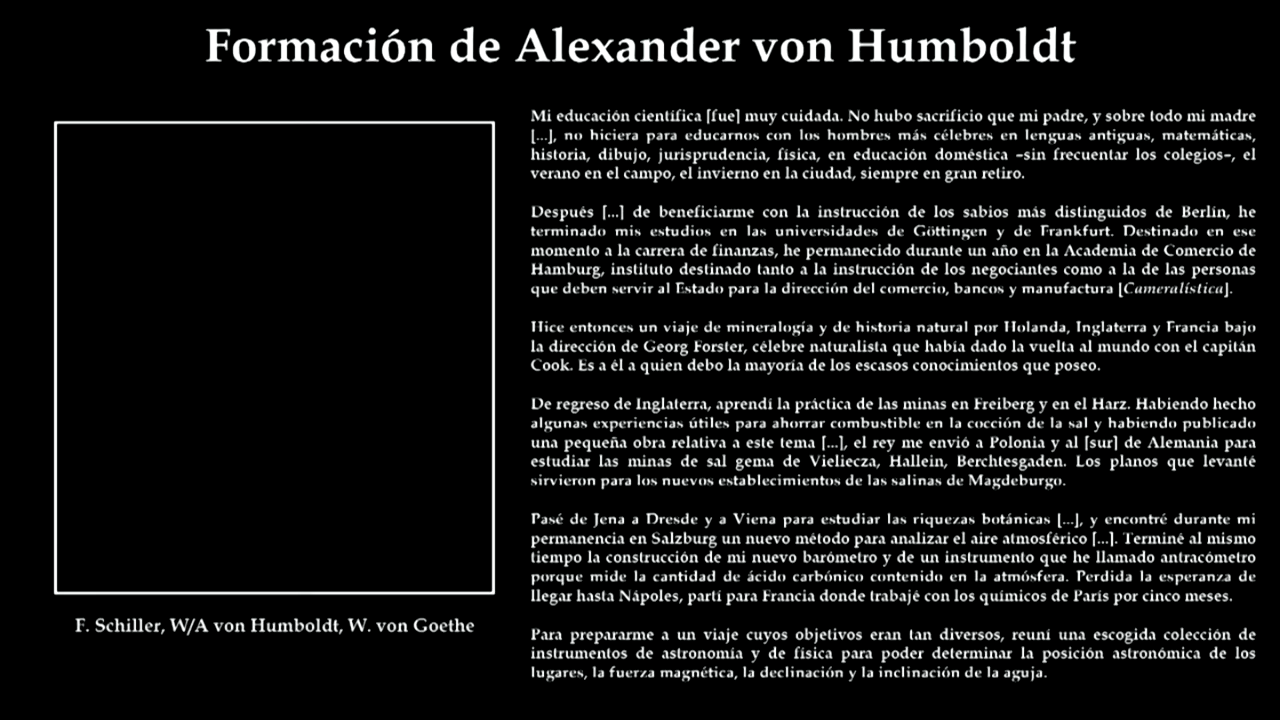 Formación de Alexander von Humboldt
Mi educación científica [fue] muy cuidada. No hubo sacrificio que mi padre, y sobre todo mi madre
[...], no hiciera para educarnos con los hombres más célebres en lenguas antiguas, matemáticas,
historia, dibujo, jurisprudencia, física, en educación doméstica –sin frecuentar los colegios–, el
verano en el campo, el invierno en la ciudad, siempre en gran retiro.
Después [...] de beneficiarme con la instrucción de los sabios más distinguidos de Berlín, he
terminado mis estudios en las universidades de Göttingen y de Frankfurt. Destinado en ese
momento a la carrera de finanzas, he permanecido durante un año en la Academia de Comercio de
Hamburg, instituto destinado tanto a la instrucción de los negociantes como a la de las personas
que deben servir al Estado para la dirección del comercio, bancos y manufactura [Cameralística].
Hice entonces un viaje de mineralogía y de historia natural por Holanda, Inglaterra y Francia bajo
la dirección de Georg Forster, célebre naturalista que había dado la vuelta al mundo con el capitán
Cook. Es a él a quien debo la mayoría de los escasos conocimientos que poseo.
De regreso de Inglaterra, aprendí la práctica de las minas en Freiberg y en el Harz. Habiendo hecho
algunas experiencias útiles para ahorrar combustible en la cocción de la sal y habiendo publicado
una pequeña obra relativa a este tema [...], el rey me envió a Polonia y al [sur] de Alemania para
estudiar las minas de sal gema de Vieliecza, Hallein, Berchtesgaden. Los planos que levanté
sirvieron para los nuevos establecimientos de las salinas de Magdeburgo.
Pasé de Jena a Dresde y a Viena para estudiar las riquezas botánicas [...], y encontré durante mi
permanencia en Salzburg un nuevo método para analizar el aire atmosférico [...]. Terminé al mismo
tiempo la construcción de mi nuevo barómetro y de un instrumento que he llamado antracómetro
porque mide la cantidad de ácido carbónico contenido en la atmósfera. Perdida la esperanza de
llegar hasta Nápoles, partí para Francia donde trabajé con los químicos de París por cinco meses.
Para prepararme a un viaje cuyos objetivos eran tan diversos, reuní una escogida colección de
instrumentos de astronomía y de física para poder determinar la posición astronómica de los
lugares, la fuerza magnética, la declinación y la inclinación de la aguja.
F. Schiller, W/A von Humboldt, W. von Goethe